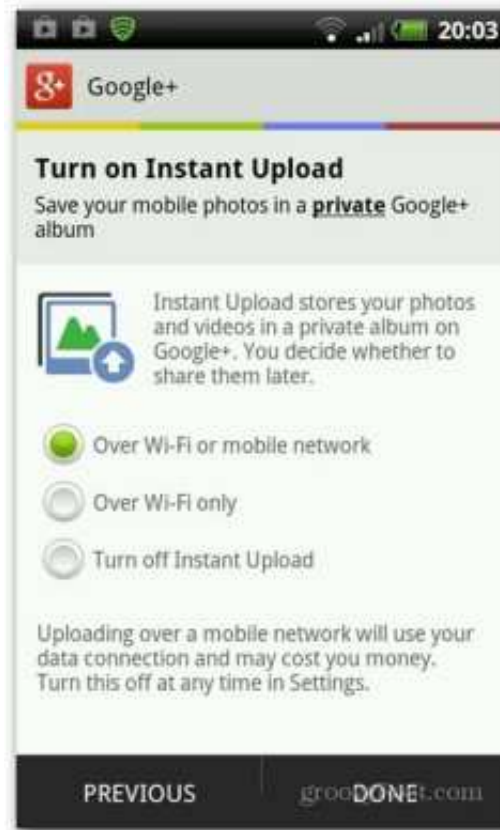 20:03
Google+
Turn on Instant Upload
Save your mobile photos in a private Google+
album
Instant Upload stores your photos
and videos in a private album on
Google+. You decide whether to
share them later.
Over Wi-Fi or mobile network
Over Wi-Fi only
Turn off Instant Upload
Uploading over a mobile network will use your
data connection and may cost you money.
Turn this off at any time in Settings.
PREVIOUS DONE